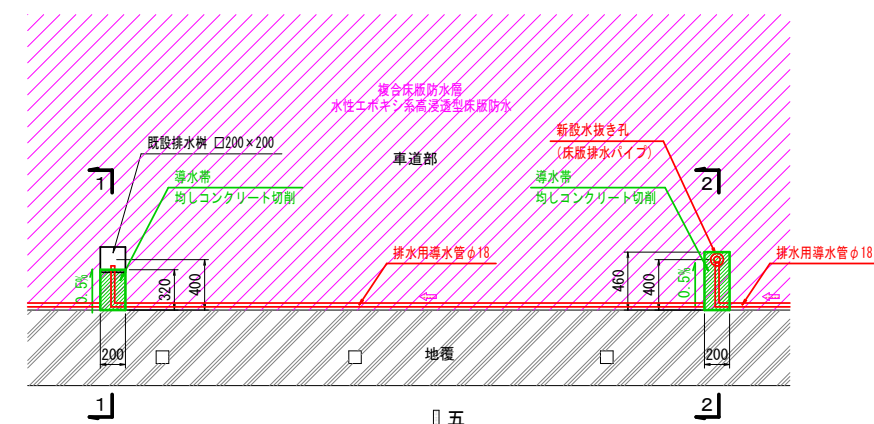 複合床版防水層
水性エポキシ系高浸透型床版防水
既設排水桝 □200×200
車道部
新設水抜き孔
(床版排水パイプ)
1
2
導水帯
均しコンクリート切削
導水帯
均しコンクリート切削
排水用導水管φ18
排水用導水管φ18
0.5%
320
400
460
400
0.5%
200
地覆
200
1
2
五